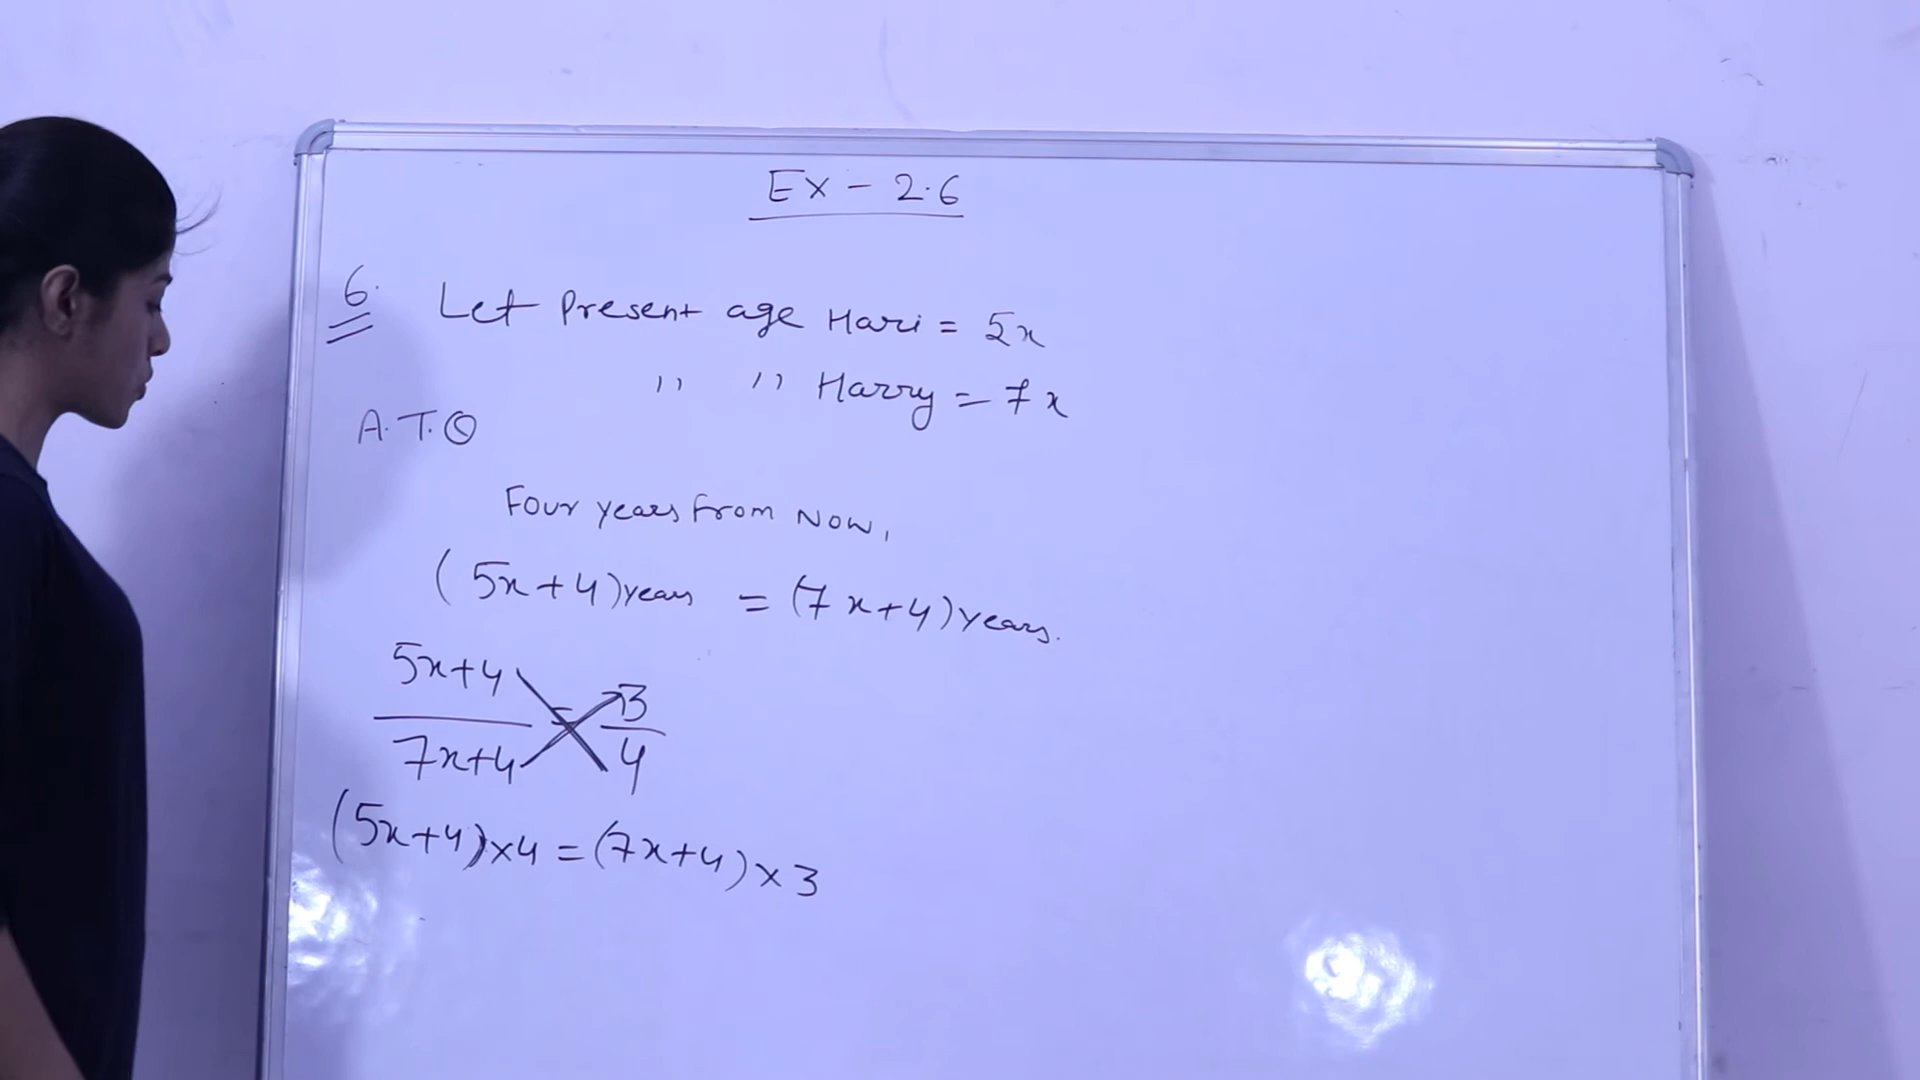 Ex - 2.6
6. Let Present age Hari = 5x
" " Harry = 7x
A.T.Q
Four years from Now,
(5x+4)years = (7x+4)years.
5x+4 / 7x+4 = 3 / 4
(5x+4)×4 = (7x+4)×3